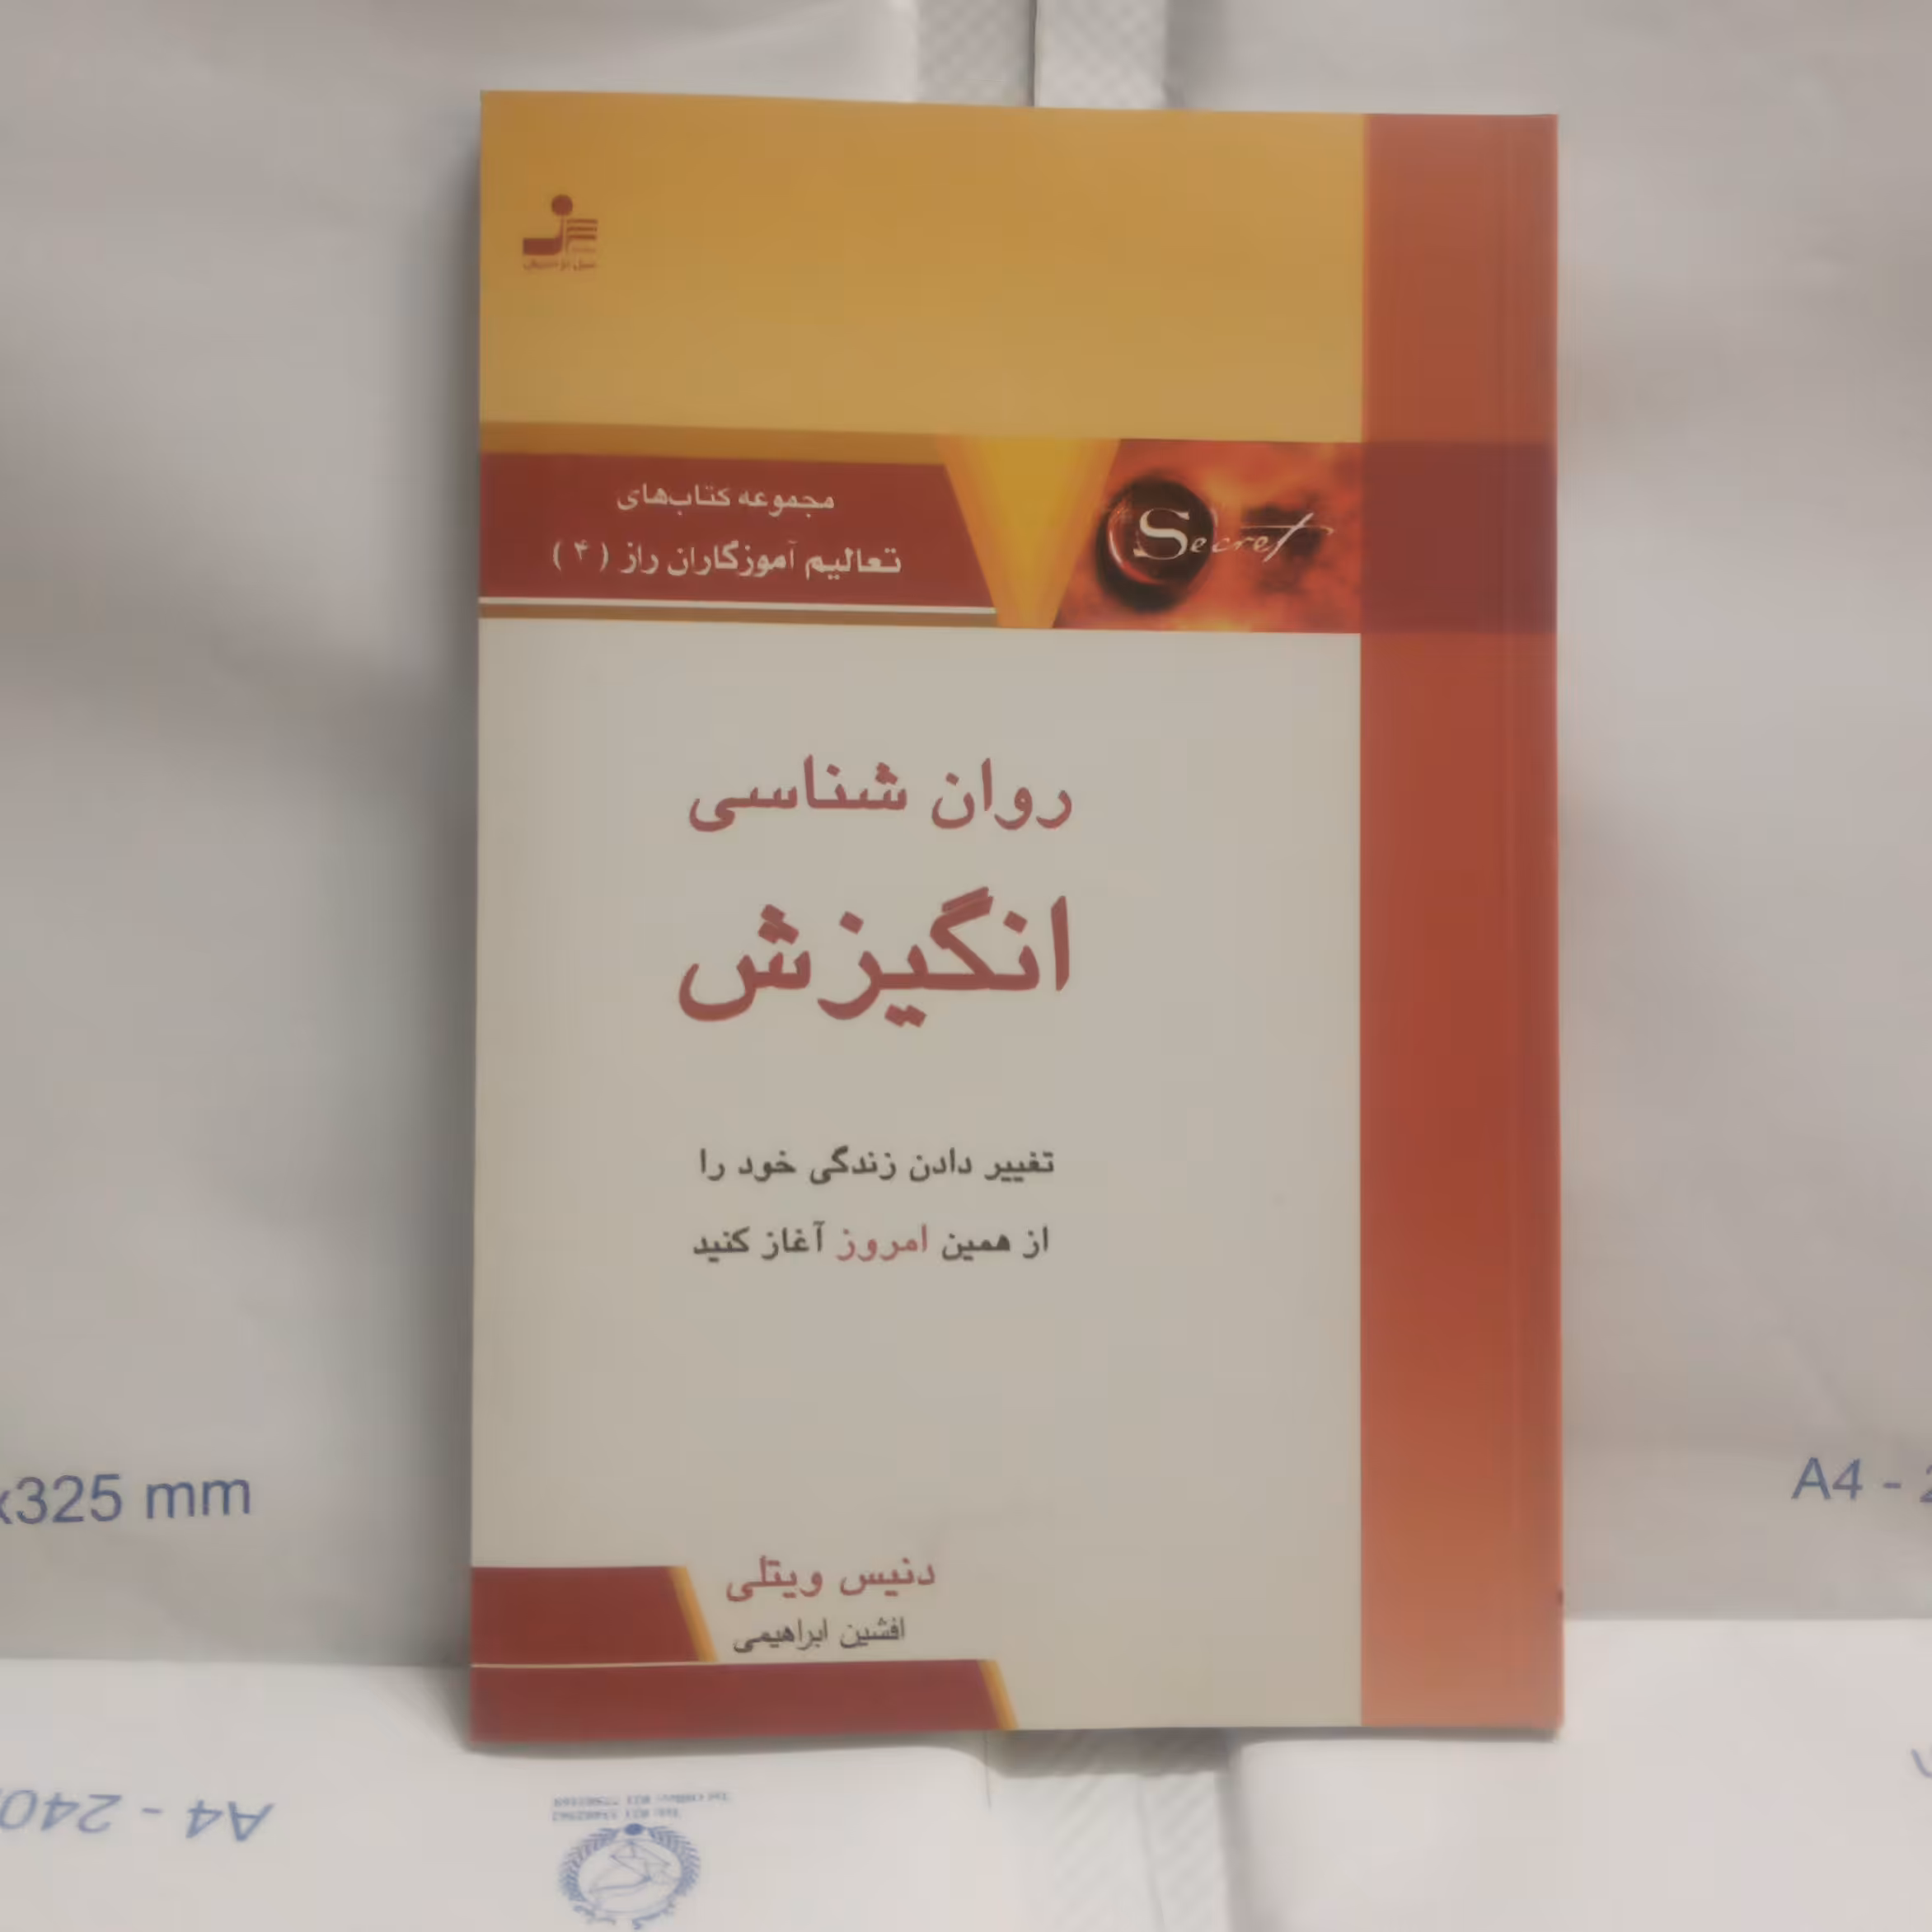 مجموعه کتاب‌های
تعالیم آموزگاران راز (۴)
Secret
روان شناسی
انگیزش
تغییر دادن زندگی خود را
از همین امروز آغاز کنید
دنیس ویتلی
افشین ابراهیمی
x325 mm
A4 - 2
A4 - 240